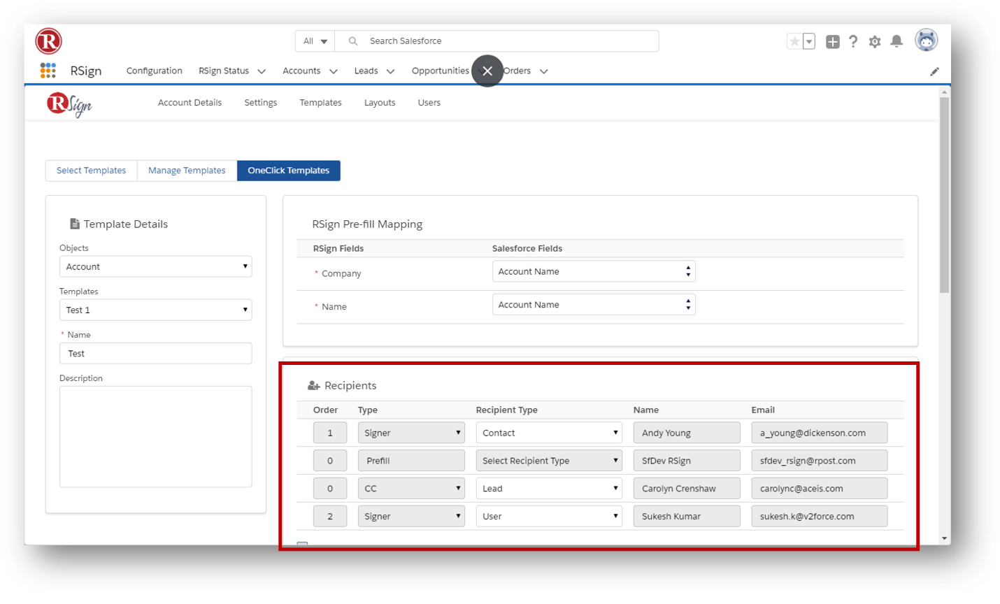 R
All Search Salesforce
RSign Configuration RSign Status Accounts Leads Opportunities Orders
RSign Account Details Settings Templates Layouts Users
Select Templates Manage Templates OneClick Templates
Template Details
Objects
Account
Templates
Test 1
* Name
Test
Description
RSign Pre-fill Mapping
RSign Fields Salesforce Fields
* Company Account Name
* Name Account Name
Recipients
Order Type Recipient Type Name Email
1 Signer Contact Andy Young a_young@dickenson.com
0 Prefill Select Recipient Type SfDev RSign sfdev_rsign@rpost.com
0 CC Lead Carolyn Crenshaw carolync@aceis.com
2 Signer User Sukesh Kumar sukesh.k@v2force.com